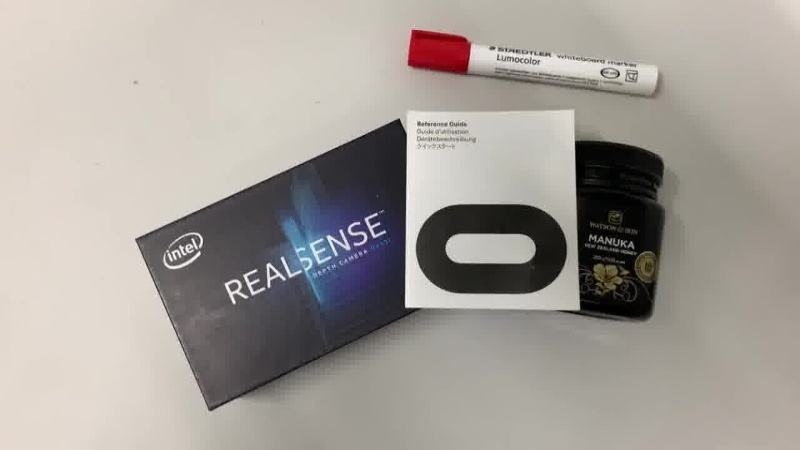 STAEDTLER whiteboard marker
Lumocolor
Reference Guide
Guide d'utilisation
Gerätebeschreibung
クイックスタート
intel
REALSENSE™
DEPTH CAMERA
WATSON & SON
MANUKA
NEW ZEALAND HONEY